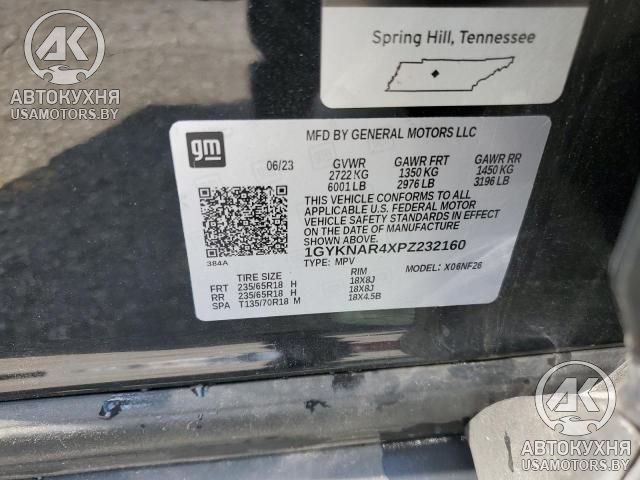 АК
АВТОКУХНЯ
USAMOTORS.BY
Spring Hill, Tennessee
gm
MFD BY GENERAL MOTORS LLC
06/23 GVWR GAWR FRT GAWR RR
2722 KG 1350 KG 1450 KG
6001 LB 2976 LB 3196 LB
THIS VEHICLE CONFORMS TO ALL
APPLICABLE U.S. FEDERAL MOTOR
VEHICLE SAFETY STANDARDS IN EFFECT
ON THE DATE OF MANUFACTURE
SHOWN ABOVE.
1GYKNAR4XPZ232160
TYPE: MPV MODEL: X06NF26
384A
TIRE SIZE RIM
FRT 235/65R18 H 18X8J
RR 235/65R18 H 18X8J
SPA T135/70R18 M 18X4.5B
АК
АВТОКУХНЯ
USAMOTORS.BY